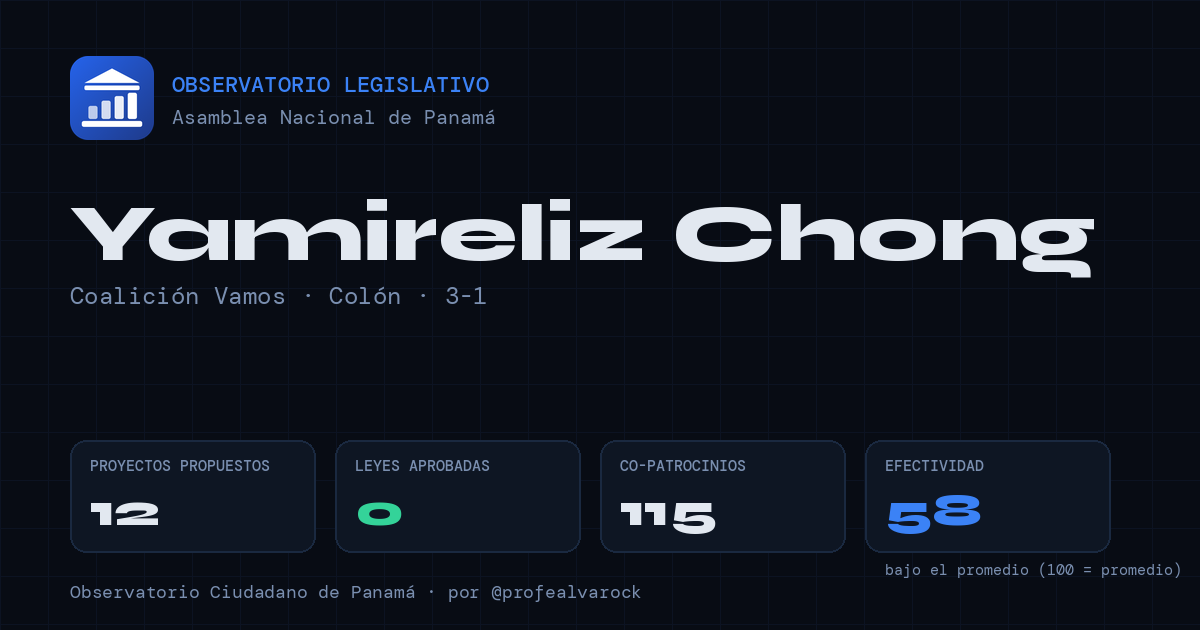 OBSERVATORIO LEGISLATIVO
Asamblea Nacional de Panamá
Yamireliz Chong
Coalición Vamos · Colón · 3-1
PROYECTOS PROPUESTOS
12
LEYES APROBADAS
0
CO-PATROCINIOS
115
EFECTIVIDAD
58
bajo el promedio (100 = promedio)
Observatorio Ciudadano de Panamá · por @profealvarock